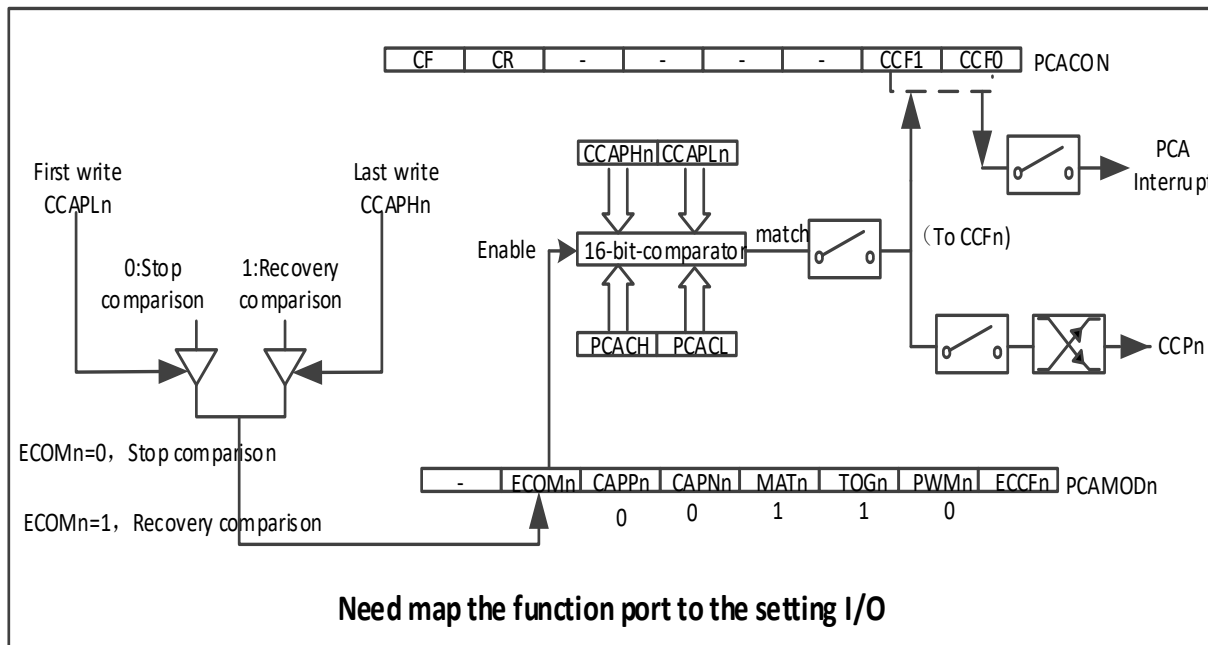 CF CR - - - - CCF1 CCF0 PCACON
First write
CCAPLn
Last write
CCAPHn
CCAPHn CCAPLn
PCA
Interrupt
Enable
16-bit-comparator
match
（To CCFn)
0:Stop
comparison
1:Recovery
comparison
PCACH PCACL
CCPn
ECOMn=0，Stop comparison
- ECOMn CAPPn CAPNn MATn TOGn PWMn ECCFn PCAMODn
0 0 1 1 0
ECOMn=1，Recovery comparison
Need map the function port to the setting I/O